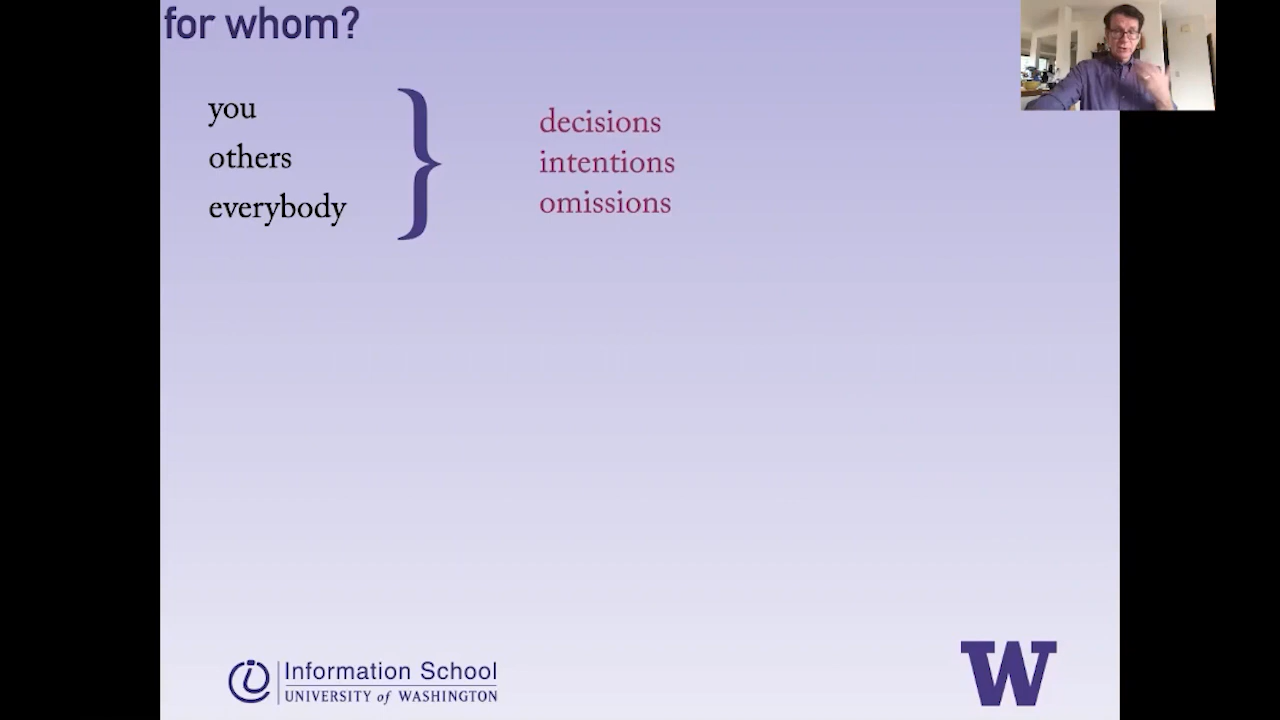 for whom?
you
others
everybody
}
decisions
intentions
omissions
i
Information School
UNIVERSITY of WASHINGTON
W